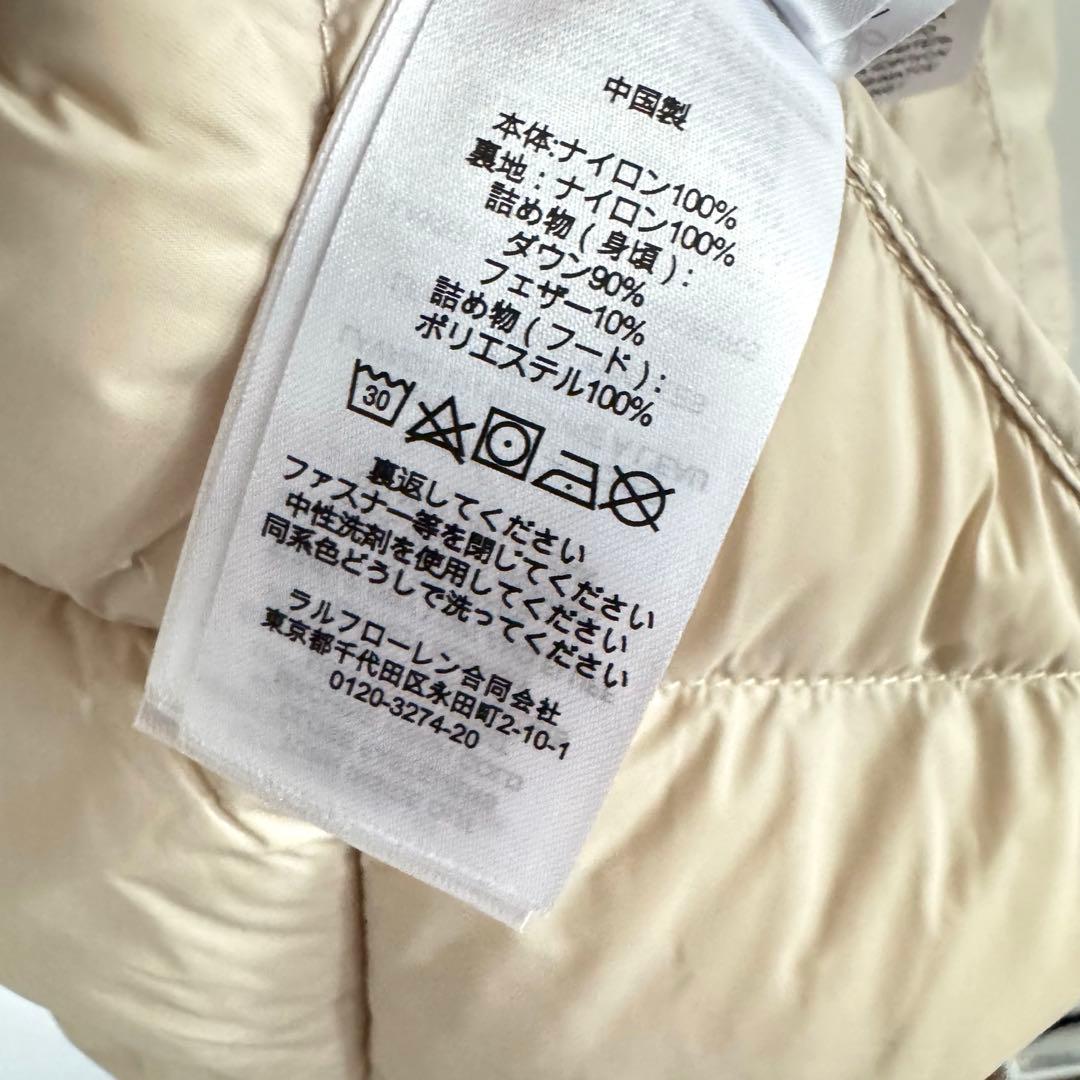 中国製
本体:ナイロン100%
裏地：ナイロン100%
詰め物（身頃）:
ダウン90%
フェザー10%
詰め物（フード）:
ポリエステル100%
30
裏返してください
ファスナー等を閉じてください
中性洗剤を使用してください
同系色どうしで洗ってください
ラルフローレン合同会社
東京都千代田区永田町2-10-1
0120-3274-20